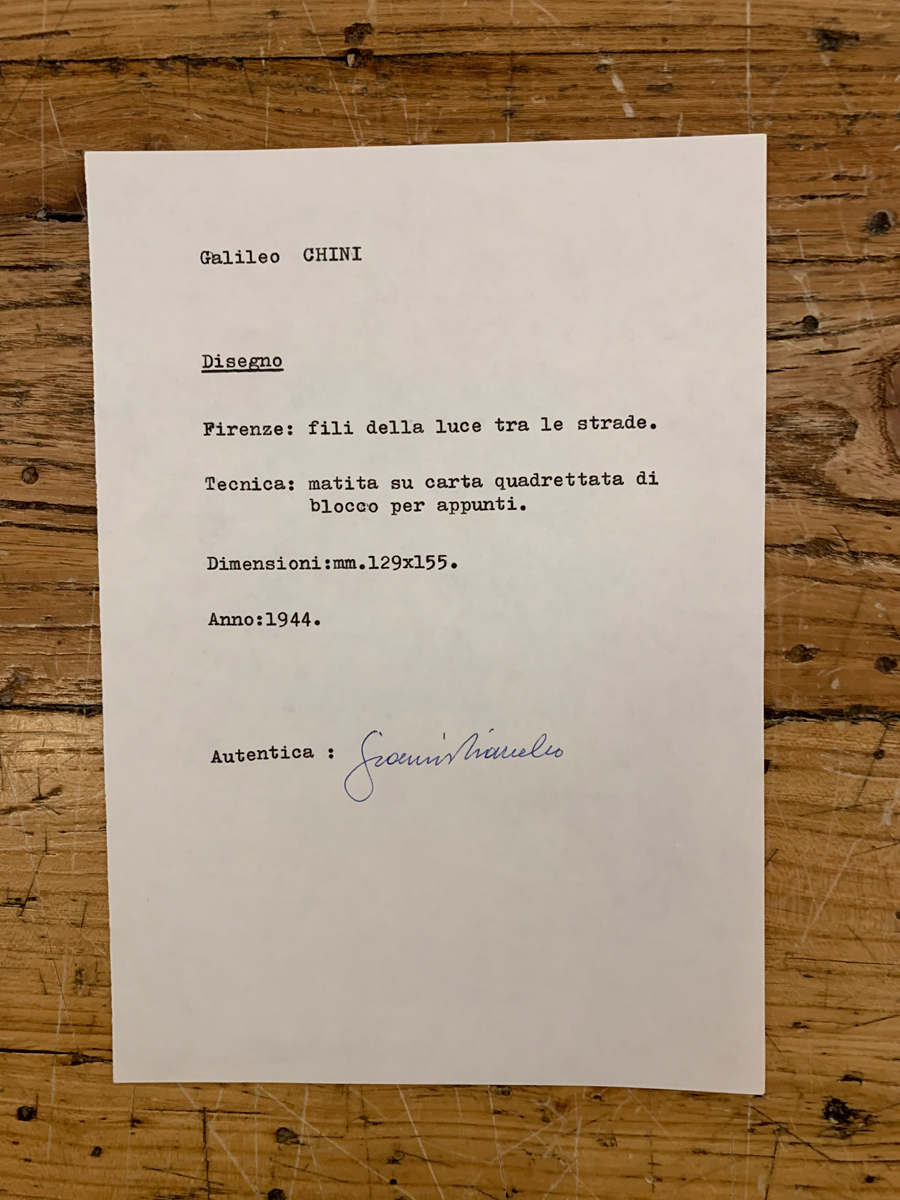 Galileo CHINI
Disegno
Firenze: fili della luce tra le strade.
Tecnica: matita su carta quadrettata di
blocco per appunti.
Dimensioni:mm.129x155.
Anno:1944.
Autentica :